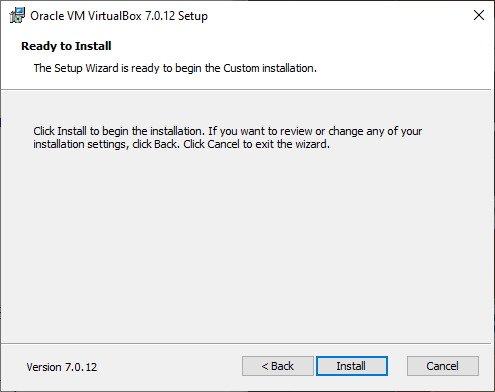 Oracle VM VirtualBox 7.0.12 Setup
Ready to Install
The Setup Wizard is ready to begin the Custom installation.
Click Install to begin the installation. If you want to review or change any of your
installation settings, click Back. Click Cancel to exit the wizard.
Version 7.0.12
< Back
Install
Cancel